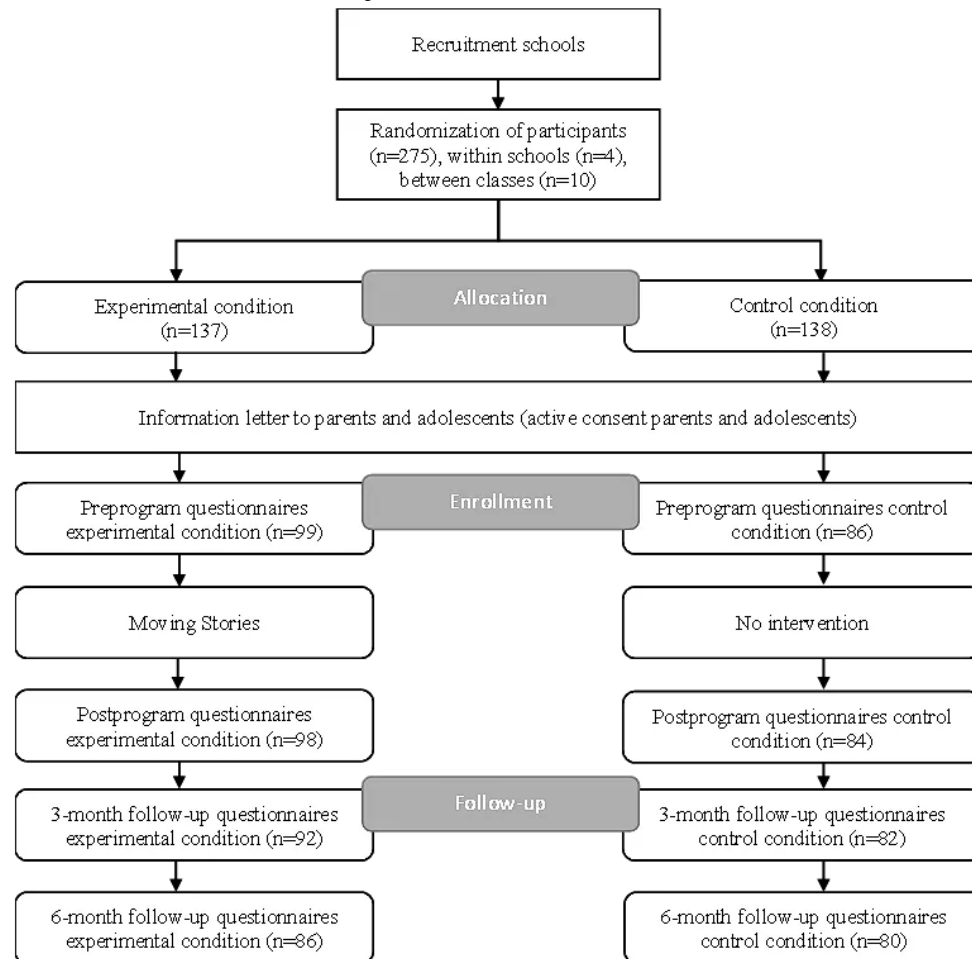 Recruitment schools
Randomization of participants
(n=275), within schools (n=4),
between classes (n=10)
Allocation
Experimental condition
(n=137)
Control condition
(n=138)
Information letter to parents and adolescents (active consent parents and adolescents)
Enrollment
Preprogram questionnaires
experimental condition (n=99)
Preprogram questionnaires control
condition (n=86)
Moving Stories
No intervention
Postprogram questionnaires
experimental condition (n=98)
Postprogram questionnaires control
condition (n=84)
Follow-up
3-month follow-up questionnaires
experimental condition (n=92)
3-month follow-up questionnaires
control condition (n=82)
6-month follow-up questionnaires
experimental condition (n=86)
6-month follow-up questionnaires
control condition (n=80)